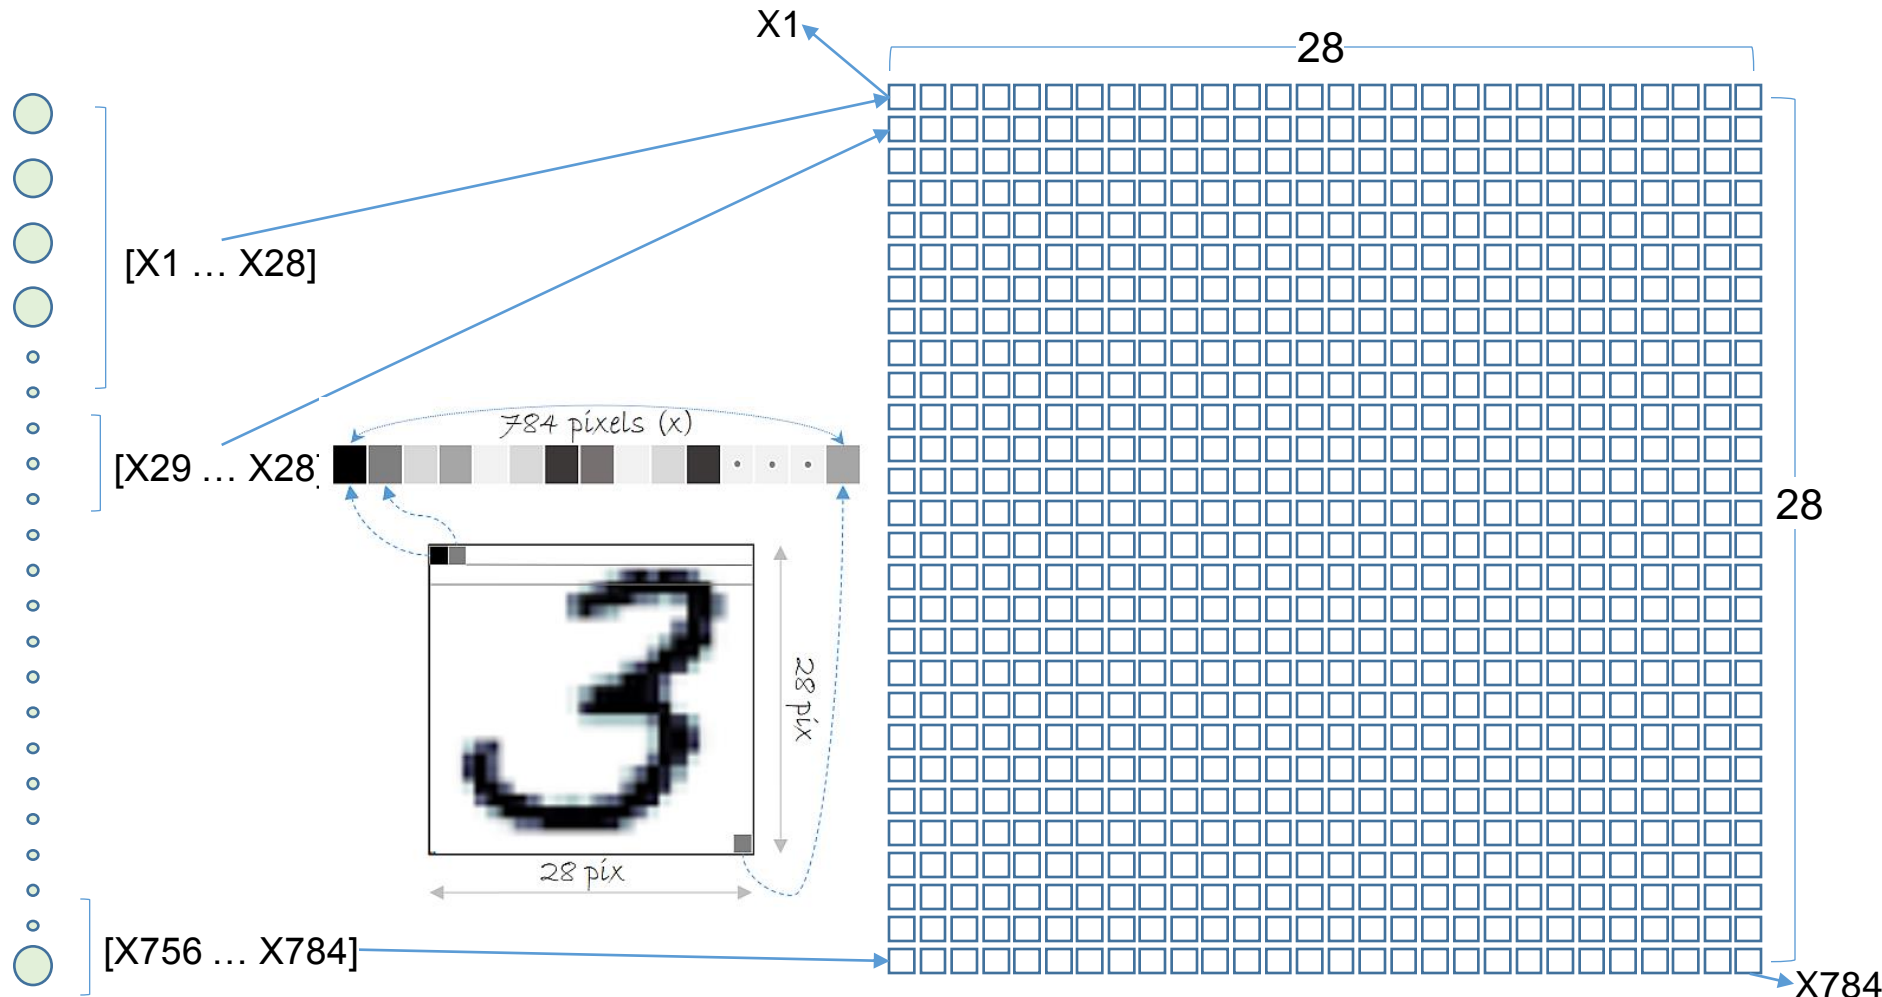 X1
28
[X1 … X28]
784 pixels (x)
[X29 … X28]
28
28 pix
28 pix
[X756 … X784]
X784